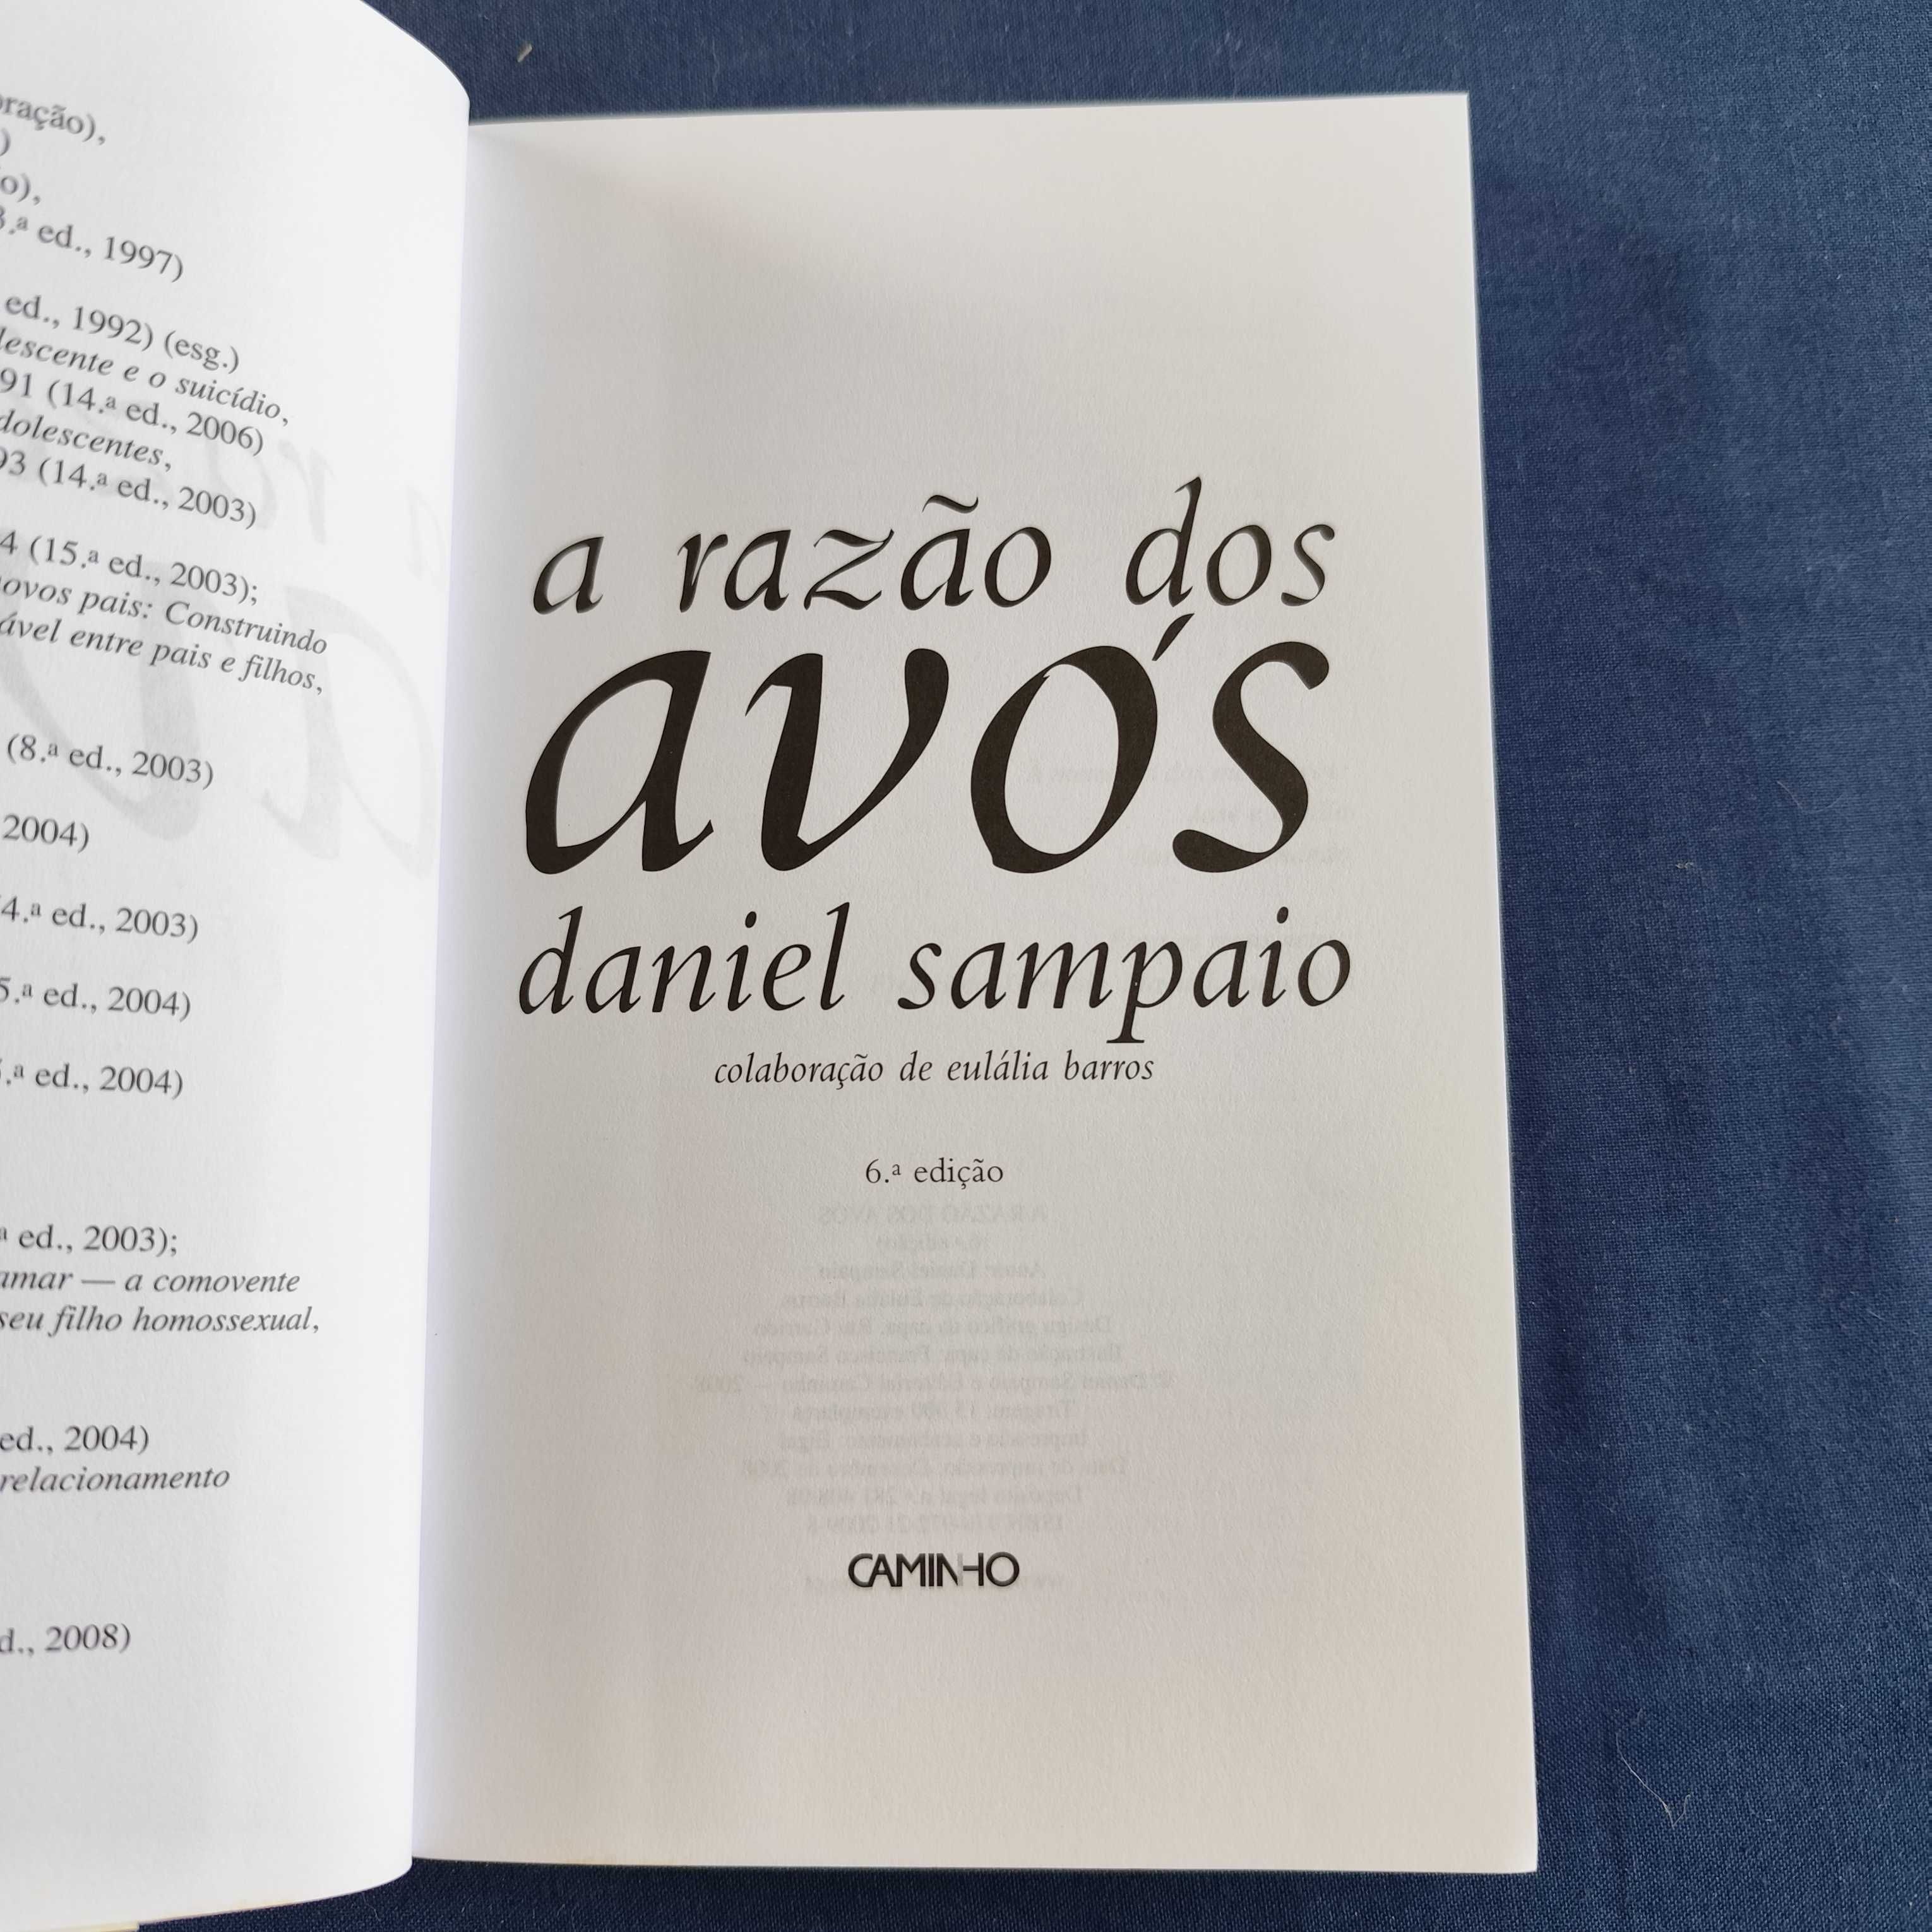 oração),
)
o),
3.ª ed., 1997)
ed., 1992) (esg.)
lescente e o suicídio,
91 (14.ª ed., 2006)
dolescentes,
93 (14.ª ed., 2003)
4 (15.ª ed., 2003);
ovos pais: Construindo
ável entre pais e filhos,
(8.ª ed., 2003)
2004)
4.ª ed., 2003)
5.ª ed., 2004)
.ª ed., 2004)
ª ed., 2003);
amar — a comovente
seu filho homossexual,
ed., 2004)
relacionamento
d., 2008)
a razão dos
avós
daniel sampaio
colaboração de eulália barros
6.ª edição
CAMINHO